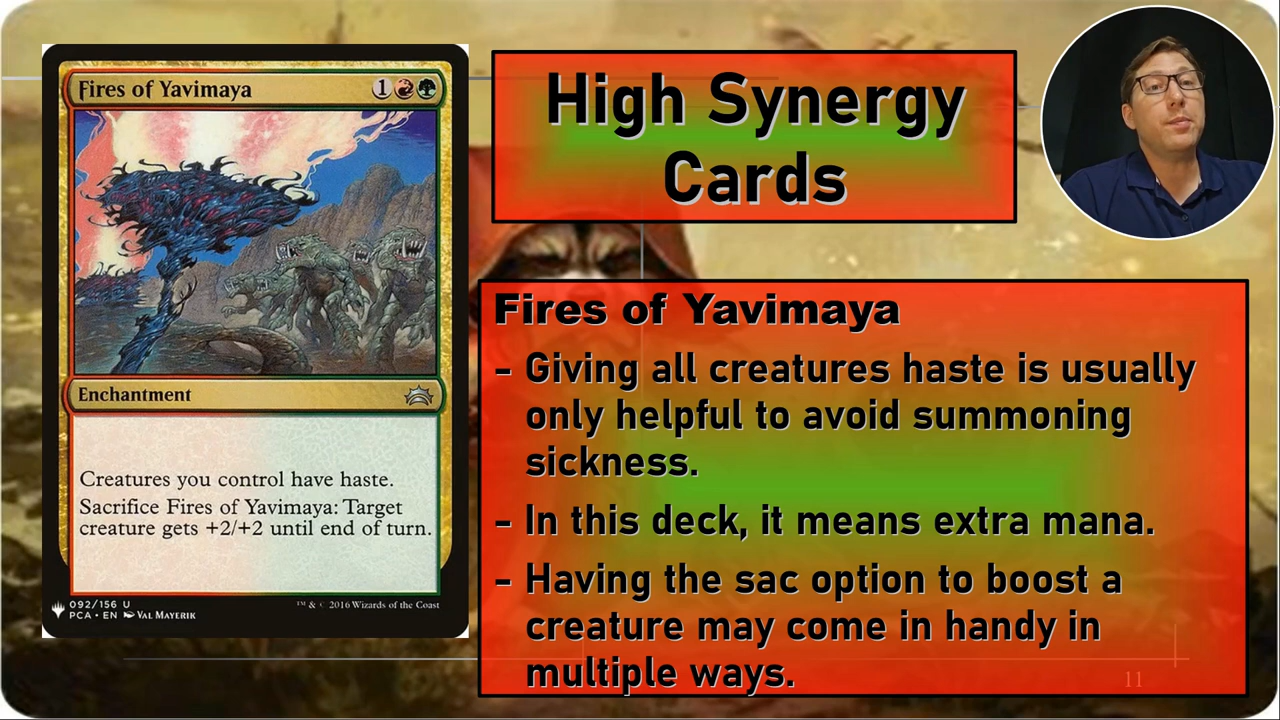 Fires of Yavimaya 1
Enchantment
Creatures you control have haste.
Sacrifice Fires of Yavimaya: Target
creature gets +2/+2 until end of turn.
092/156 U
PCA • EN Val Mayerik
™ & © 2016 Wizards of the Coast
High Synergy
Cards
Fires of Yavimaya
- Giving all creatures haste is usually
only helpful to avoid summoning
sickness.
- In this deck, it means extra mana.
- Having the sac option to boost a
creature may come in handy in
multiple ways.
11